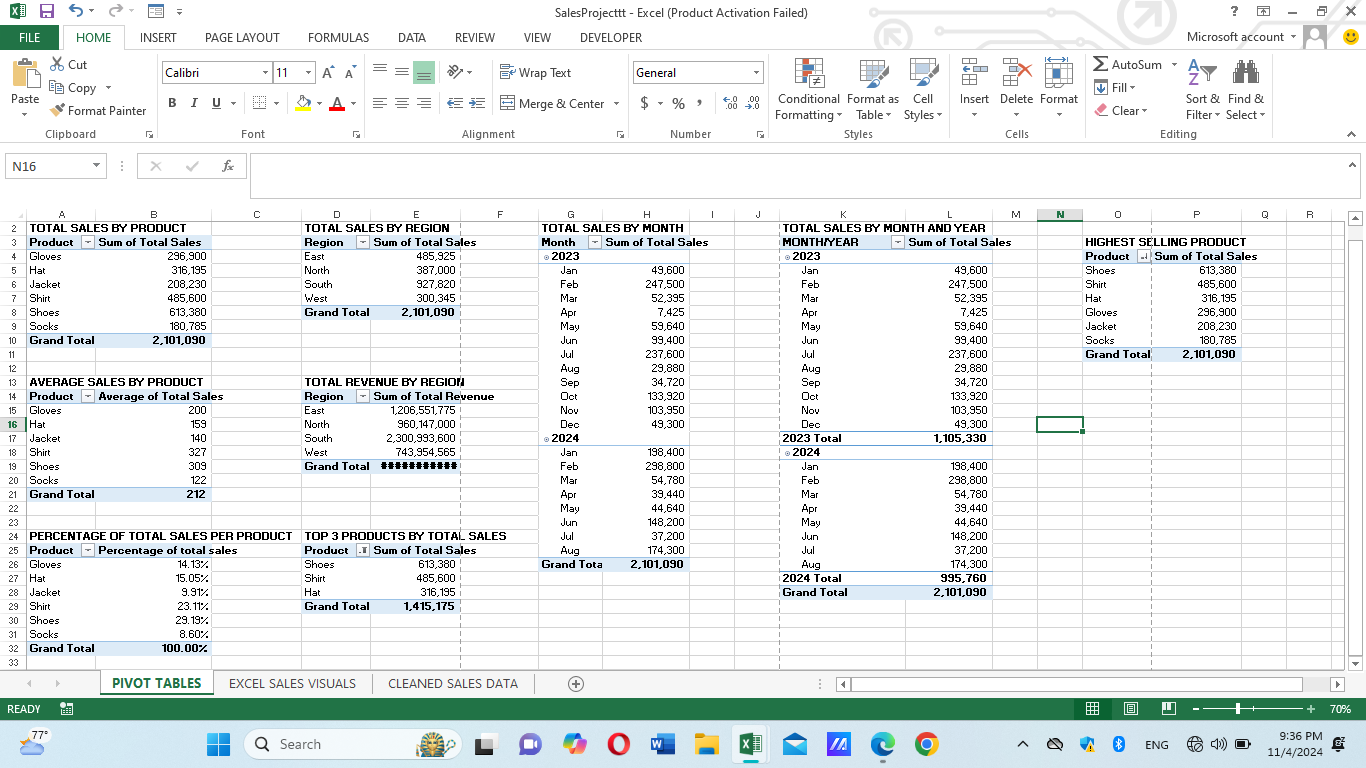 SalesProjecttt - Excel (Product Activation Failed)
FILE HOME INSERT PAGE LAYOUT FORMULAS DATA REVIEW VIEW DEVELOPER Microsoft account
Paste Cut Copy Format Painter
Clipboard
Calibri 11
B I U
Font
Wrap Text
Merge & Center
Alignment
General
$ % ,
Number
Conditional Formatting Format as Table Cell Styles
Styles
Insert Delete Format
Cells
AutoSum Fill Clear Sort & Filter Find & Select
Editing
N16 fx
A B C D E F G H I J K L M N O P Q R
2 TOTAL SALES BY PRODUCT TOTAL SALES BY REGION TOTAL SALES BY MONTH TOTAL SALES BY MONTH AND YEAR
3 Product Sum of Total Sales Region Sum of Total Sales Month Sum of Total Sales MONTH/YEAR Sum of Total Sales HIGHEST SELLING PRODUCT
4 Gloves 296,900 East 485,925 2023 2023 Product Sum of Total Sales
5 Hat 316,195 North 387,000 Jan 49,600 Jan 49,600 Shoes 613,380
6 Jacket 208,230 South 927,820 Feb 247,500 Feb 247,500 Shirt 485,600
7 Shirt 485,600 West 300,345 Mar 52,395 Mar 52,395 Hat 316,195
8 Shoes 613,380 Grand Total 2,101,090 Apr 7,425 Apr 7,425 Gloves 296,900
9 Socks 180,785 May 59,640 May 59,640 Jacket 208,230
10 Grand Total 2,101,090 Jun 99,400 Jun 99,400 Socks 180,785
11 Jul 237,600 Jul 237,600 Grand Total 2,101,090
12 Aug 29,880 Aug 29,880
13 AVERAGE SALES BY PRODUCT TOTAL REVENUE BY REGION Sep 34,720 Sep 34,720
14 Product Average of Total Sales Region Sum of Total Revenue Oct 133,920 Oct 133,920
15 Gloves 200 East 1,206,551,775 Nov 103,950 Nov 103,950
16 Hat 159 North 960,147,000 Dec 49,300 Dec 49,300
17 Jacket 140 South 2,300,993,600 2024 2023 Total 1,105,330
18 Shirt 327 West 743,954,565 Jan 198,400 2024
19 Shoes 309 Grand Total ########### Feb 298,800 Jan 198,400
20 Socks 122 Mar 54,780 Feb 298,800
21 Grand Total 212 Apr 39,440 Mar 54,780
22 May 44,640 Apr 39,440
23 Jun 148,200 May 44,640
24 PERCENTAGE OF TOTAL SALES PER PRODUCT TOP 3 PRODUCTS BY TOTAL SALES Jul 37,200 Jun 148,200
25 Product Percentage of total sales Product Sum of Total Sales Aug 174,300 Jul 37,200
26 Gloves 14.13% Shoes 613,380 Grand Tota 2,101,090 Aug 174,300
27 Hat 15.05% Shirt 485,600 2024 Total 995,760
28 Jacket 9.91% Hat 316,195 Grand Total 2,101,090
29 Shirt 23.11% Grand Total 1,415,175
30 Shoes 29.19%
31 Socks 8.60%
32 Grand Total 100.00%
33
PIVOT TABLES EXCEL SALES VISUALS CLEANED SALES DATA
READY 70%
77° Search ENG 9:36 PM
11/4/2024